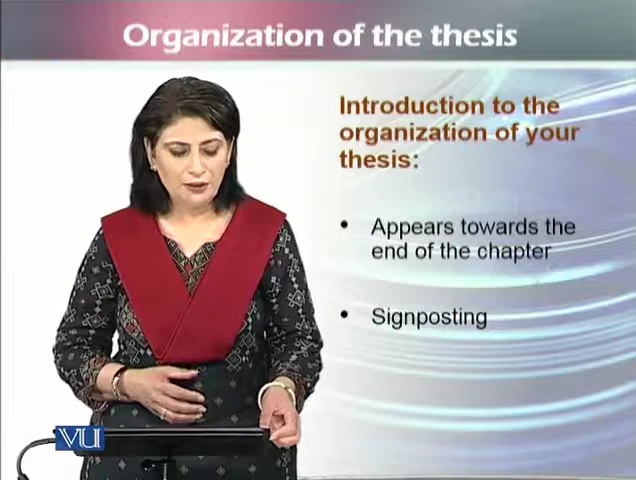 Organization of the thesis
Introduction to the
organization of your
thesis:
• Appears towards the
end of the chapter
• Signposting
VU